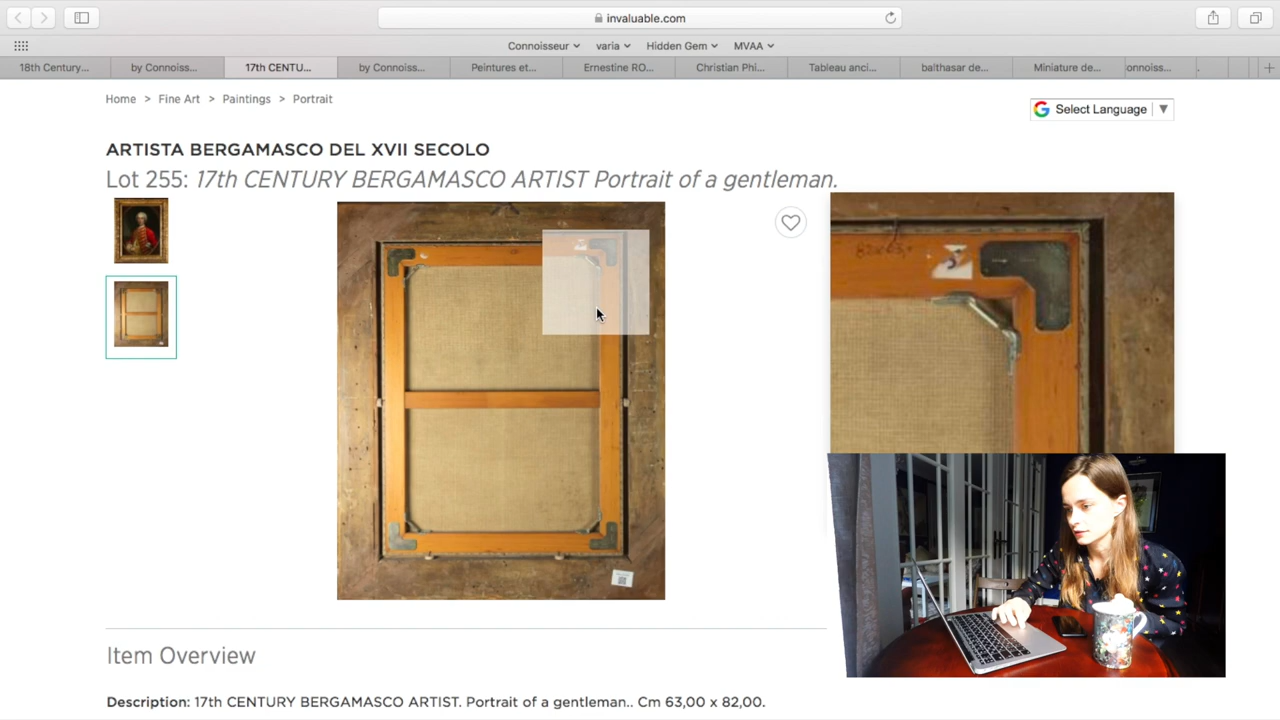 invaluable.com
Connoisseur varia Hidden Gem MVAA
18th Century... by Connoiss... 17th CENTU... by Connoiss... Peintures et... Ernestine RO... Christian Phi... Tableau anci... balthasar de... Miniature de... onnoiss... .
Home > Fine Art > Paintings > Portrait
G Select Language
ARTISTA BERGAMASCO DEL XVII SECOLO
Lot 255: 17th CENTURY BERGAMASCO ARTIST Portrait of a gentleman.
Item Overview
Description: 17th CENTURY BERGAMASCO ARTIST. Portrait of a gentleman.. Cm 63,00 x 82,00.